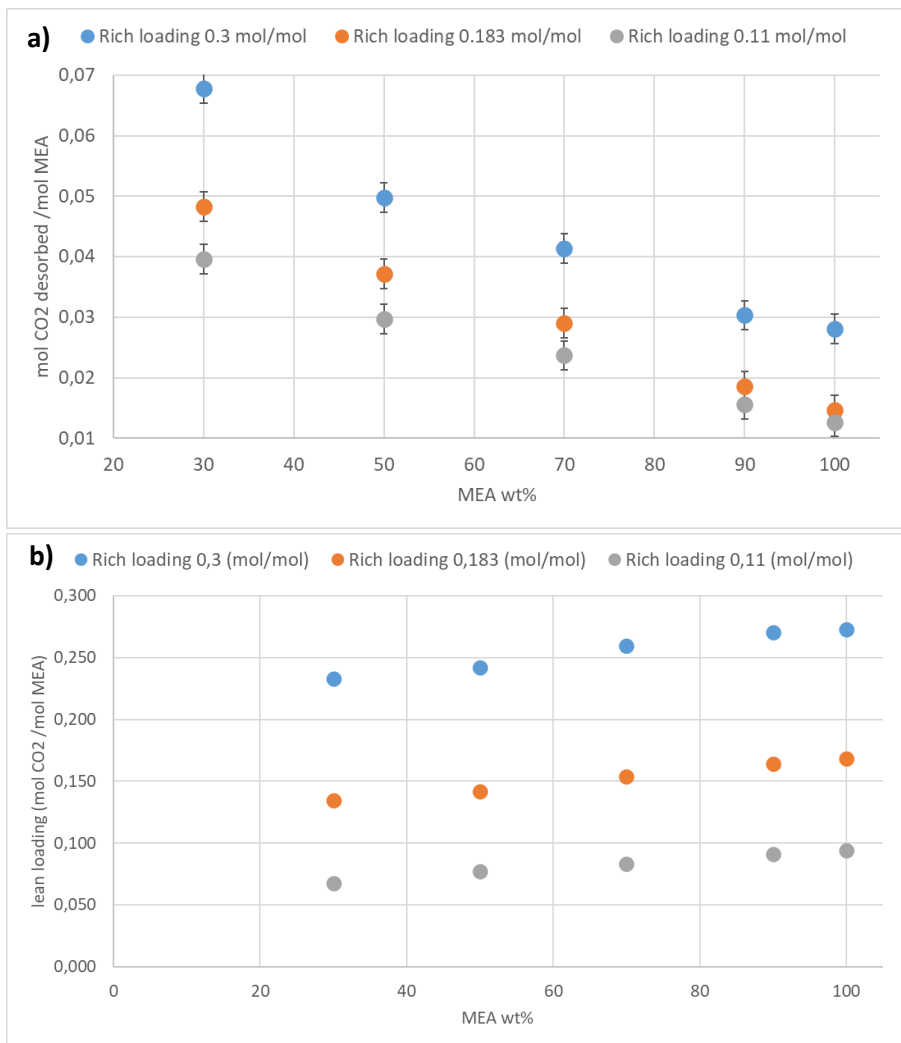 a)
Rich loading 0.3 mol/mol Rich loading 0.183 mol/mol Rich loading 0.11 mol/mol
0,07
0,06
0,05
0,04
0,03
0,02
0,01
mol CO2 desorbed /mol MEA
20 30 40 50 60 70 80 90 100
MEA wt%
b)
Rich loading 0,3 (mol/mol) Rich loading 0,183 (mol/mol) Rich loading 0,11 (mol/mol)
0,300
0,250
0,200
0,150
0,100
0,050
0,000
lean loading (mol CO2 /mol MEA)
0 20 40 60 80 100
MEA wt%